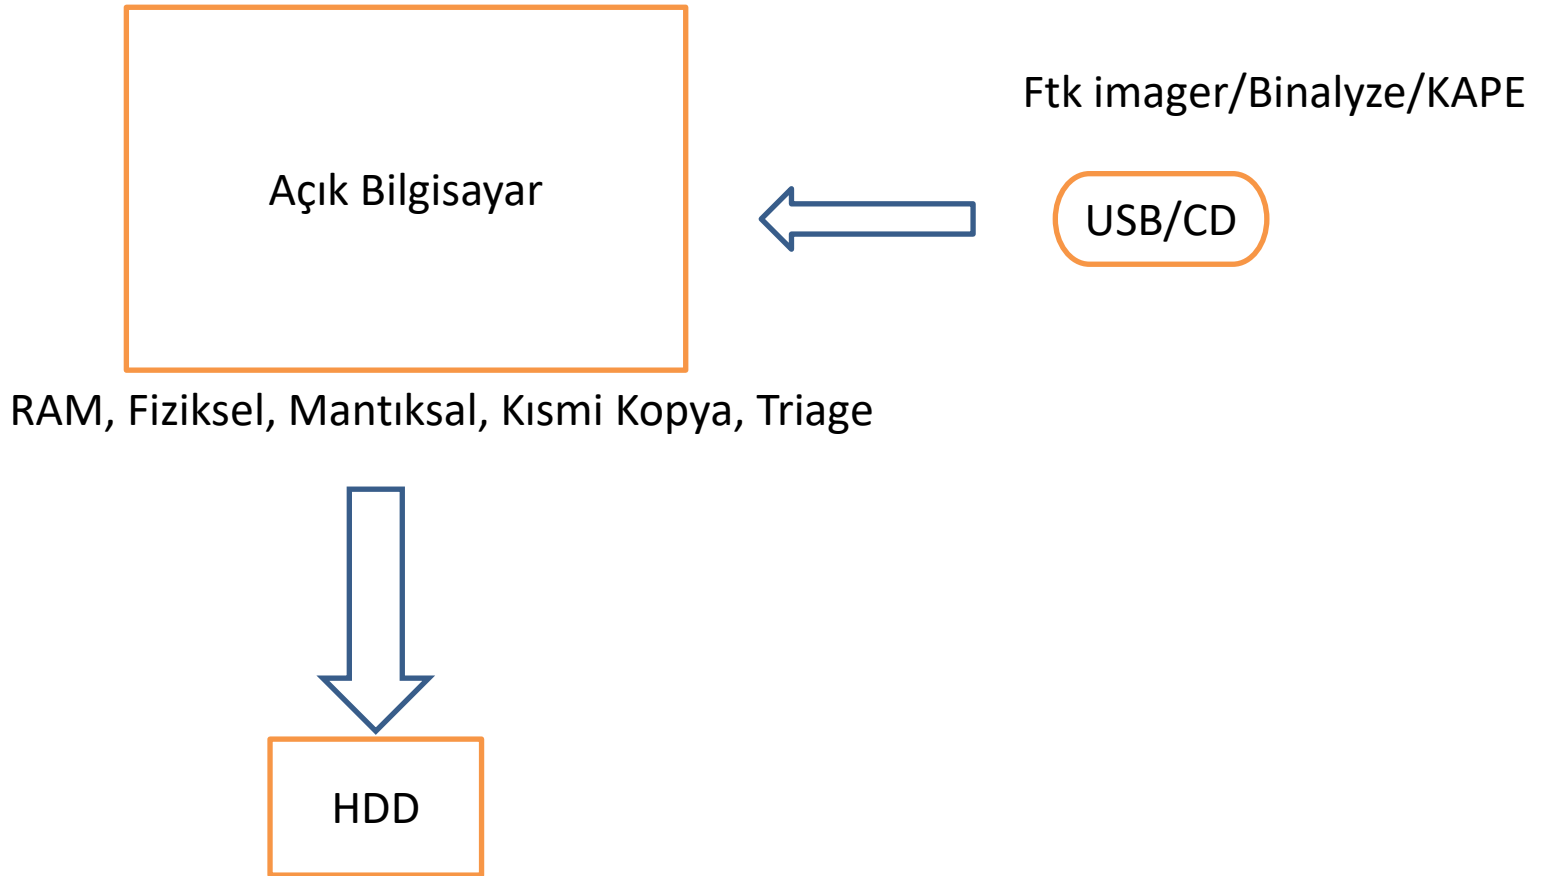 Ftk imager/Binalyze/KAPE
Açık Bilgisayar
USB/CD
RAM, Fiziksel, Mantıksal, Kısmi Kopya, Triage
HDD